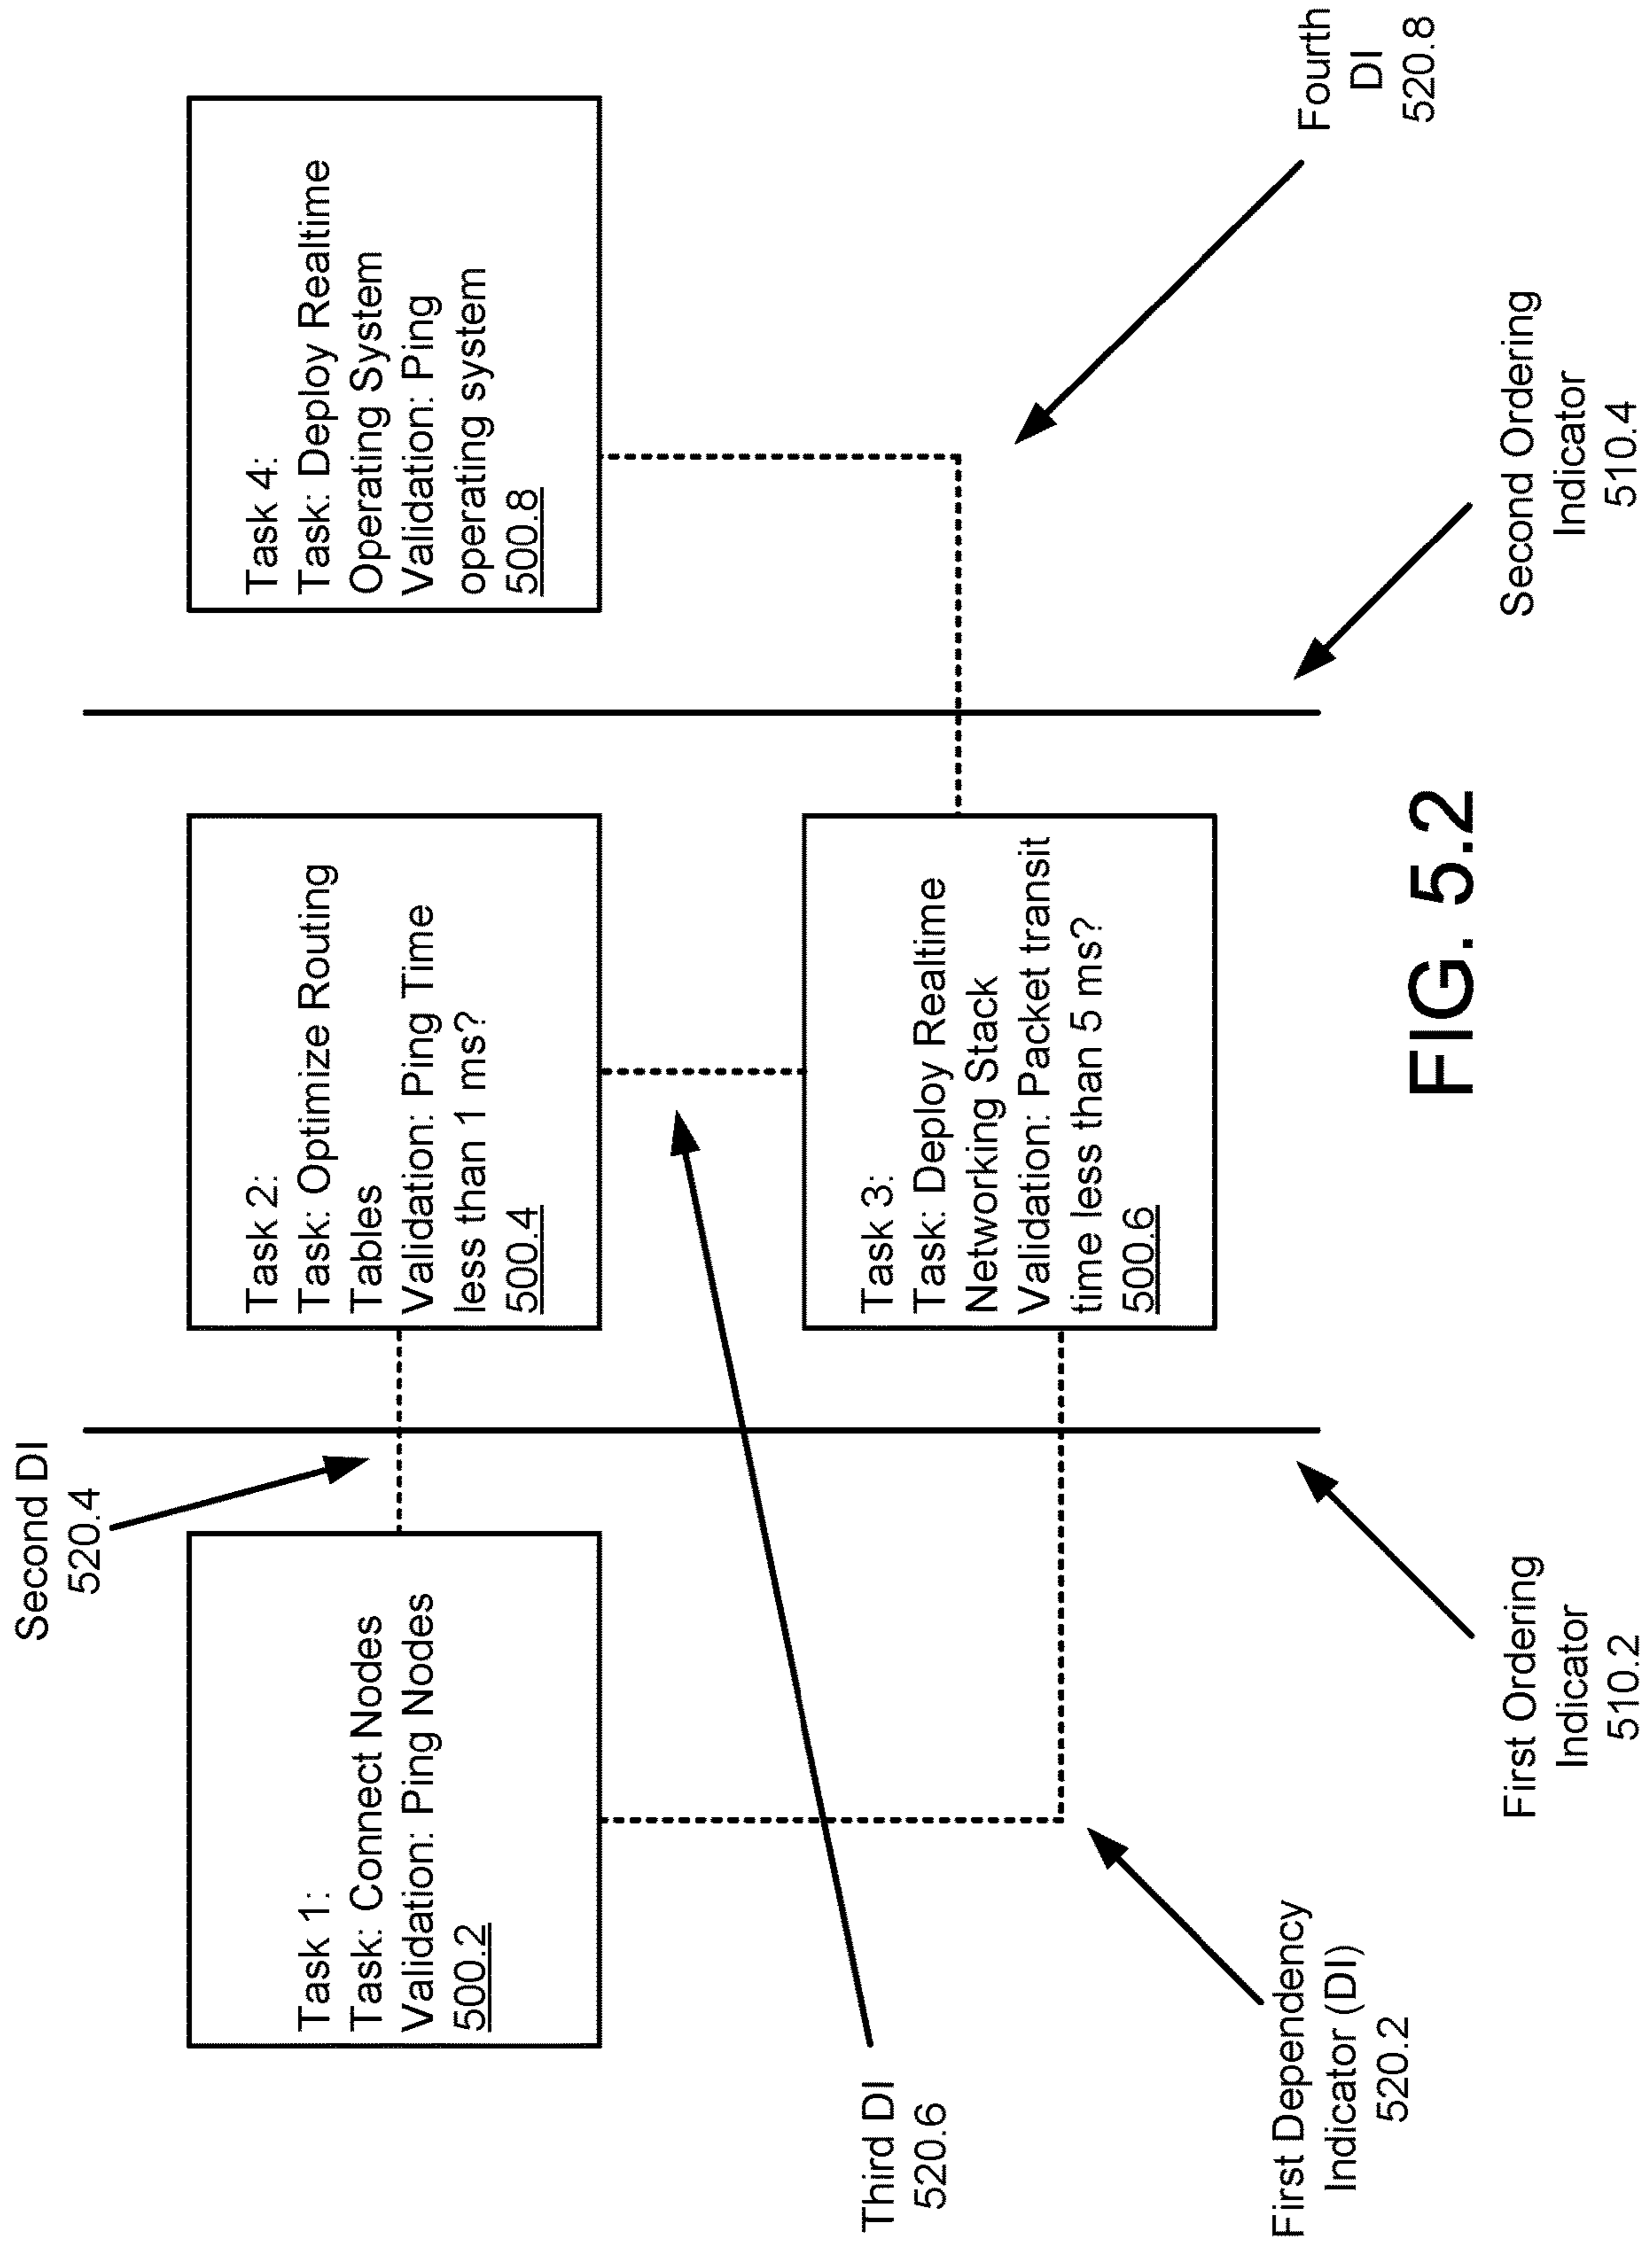 Second DI
520.4
Task 1:
Task: Connect Nodes
Validation: Ping Nodes
500.2
Task 2:
Task: Optimize Routing
Tables
Validation: Ping Time
less than 1 ms?
500.4
Task 4:
Task: Deploy Realtime
Operating System
Validation: Ping
operating system
500.8
Third DI
520.6
Task 3:
Task: Deploy Realtime
Networking Stack
Validation: Packet transit
time less than 5 ms?
500.6
First Dependency
Indicator (DI)
520.2
Fourth
DI
520.8
First Ordering
Indicator
510.2
Second Ordering
Indicator
510.4
FIG. 5.2